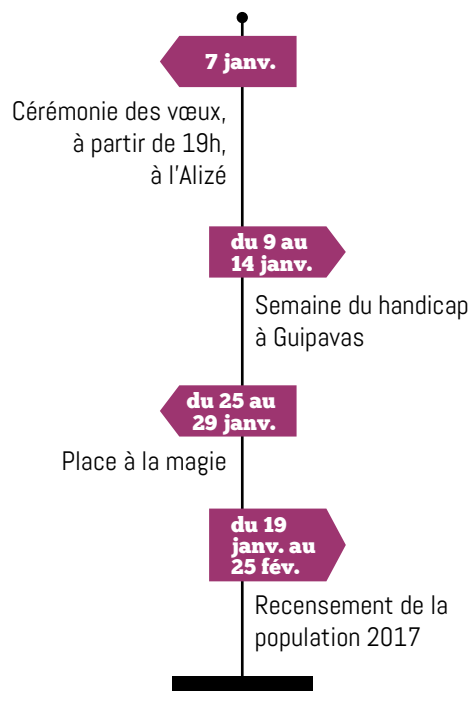 7 janv.
Cérémonie des vœux,
à partir de 19h,
à l'Alizé
du 9 au
14 janv.
Semaine du handicap
à Guipavas
du 25 au
29 janv.
Place à la magie
du 19
janv. au
25 fév.
Recensement de la
population 2017